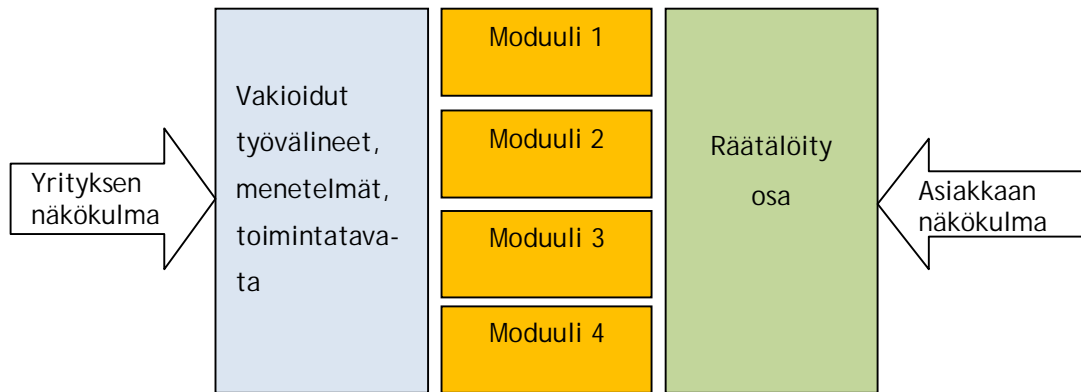 Yrityksen
näkökulma
Vakioidut
työvälineet,
menetelmät,
toimintatava-
ta
Moduuli 1
Moduuli 2
Moduuli 3
Moduuli 4
Räätälöity
osa
Asiakkaan
näkökulma